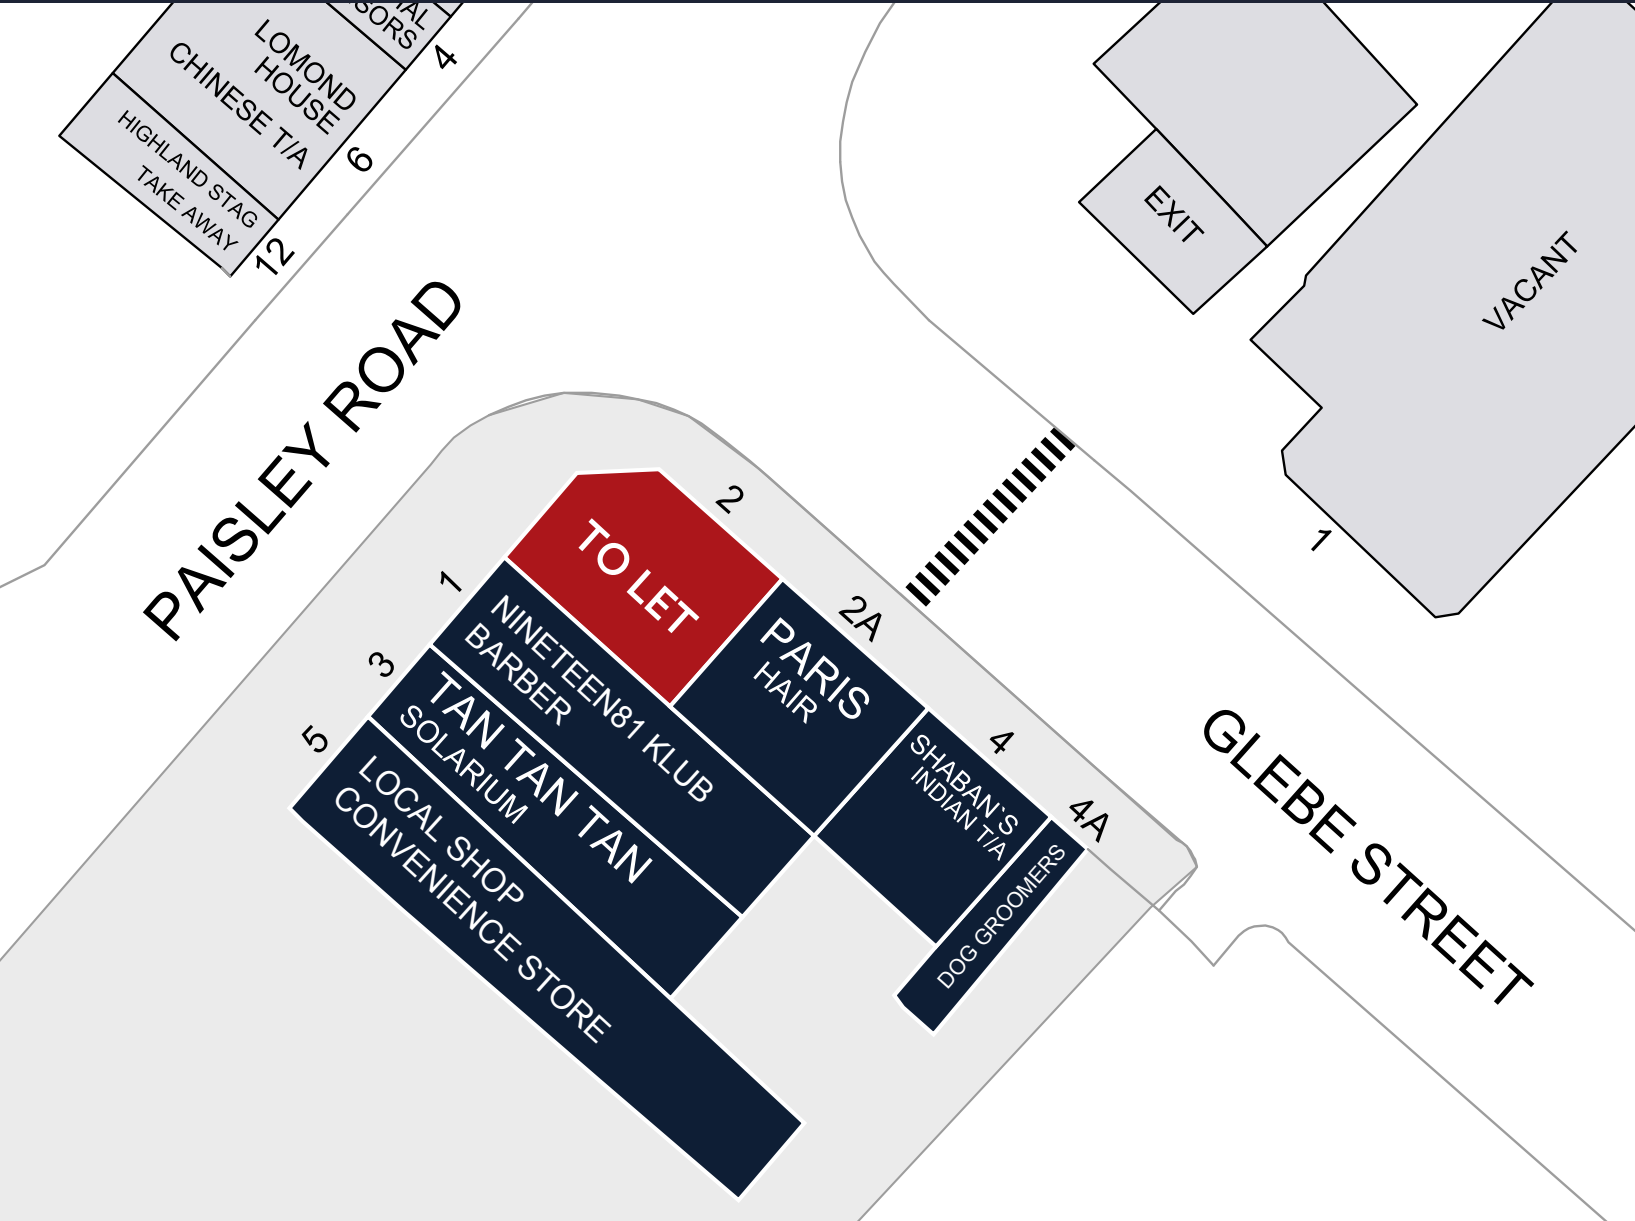 LOMOND
HOUSE
CHINESE T/A
HIGHLAND STAG
TAKE AWAY
4
6
12
PAISLEY ROAD
EXIT
VACANT
1
TO LET
2
NINETEEN81 KLUB
BARBER
1
TAN TAN TAN
SOLARIUM
3
LOCAL SHOP
CONVENIENCE STORE
5
PARIS
HAIR
2A
SHABAN`S
INDIAN T/A
4
DOG GROOMERS
4A
GLEBE STREET